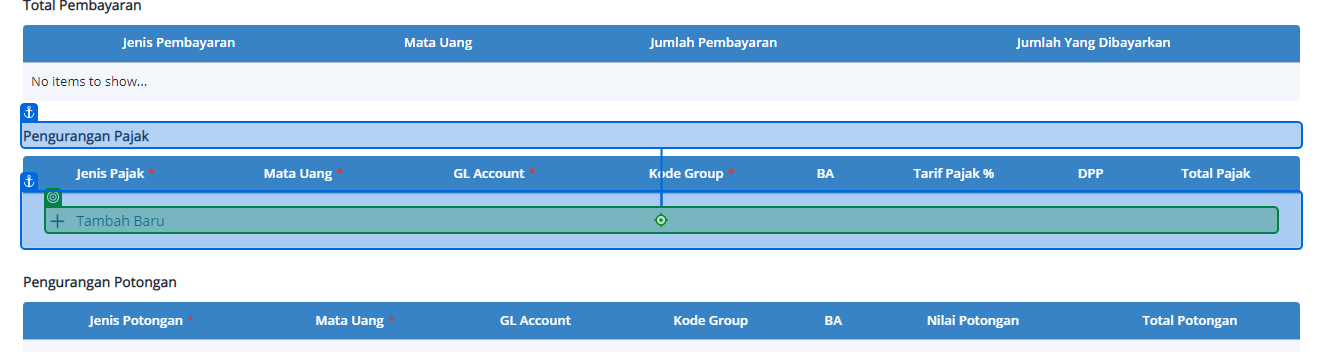 Total Pembayaran
Jenis Pembayaran Mata Uang Jumlah Pembayaran Jumlah Yang Dibayarkan
No items to show...
Pengurangan Pajak
Jenis Pajak * Mata Uang * GL Account * Kode Group * BA Tarif Pajak % DPP Total Pajak
+ Tambah Baru
Pengurangan Potongan
Jenis Potongan * Mata Uang * GL Account Kode Group BA Nilai Potongan Total Potongan